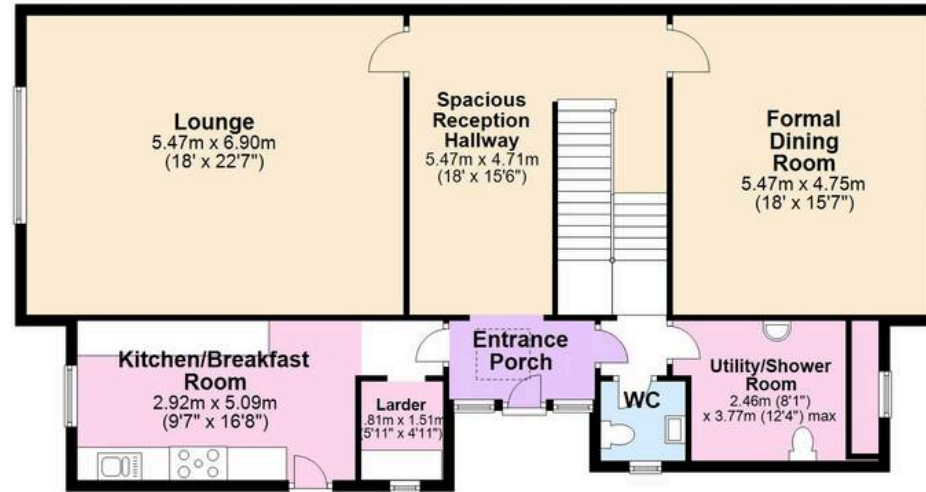 Lounge
5.47m x 6.90m
(18' x 22'7")
Spacious
Reception
Hallway
5.47m x 4.71m
(18' x 15'6")
Formal
Dining
Room
5.47m x 4.75m
(18' x 15'7")
Kitchen/Breakfast
Room
2.92m x 5.09m
(9'7" x 16'8")
Larder
.81m x 1.51m
(5'11" x 4'11")
Entrance
Porch
WC
Utility/Shower
Room
2.46m (8'1")
x 3.77m (12'4") max